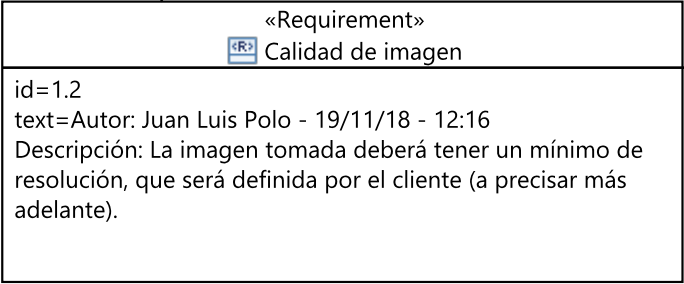 «Requirement»
<R> Calidad de imagen
id=1.2
text=Autor: Juan Luis Polo - 19/11/18 - 12:16
Descripción: La imagen tomada deberá tener un mínimo de
resolución, que será definida por el cliente (a precisar más
adelante).